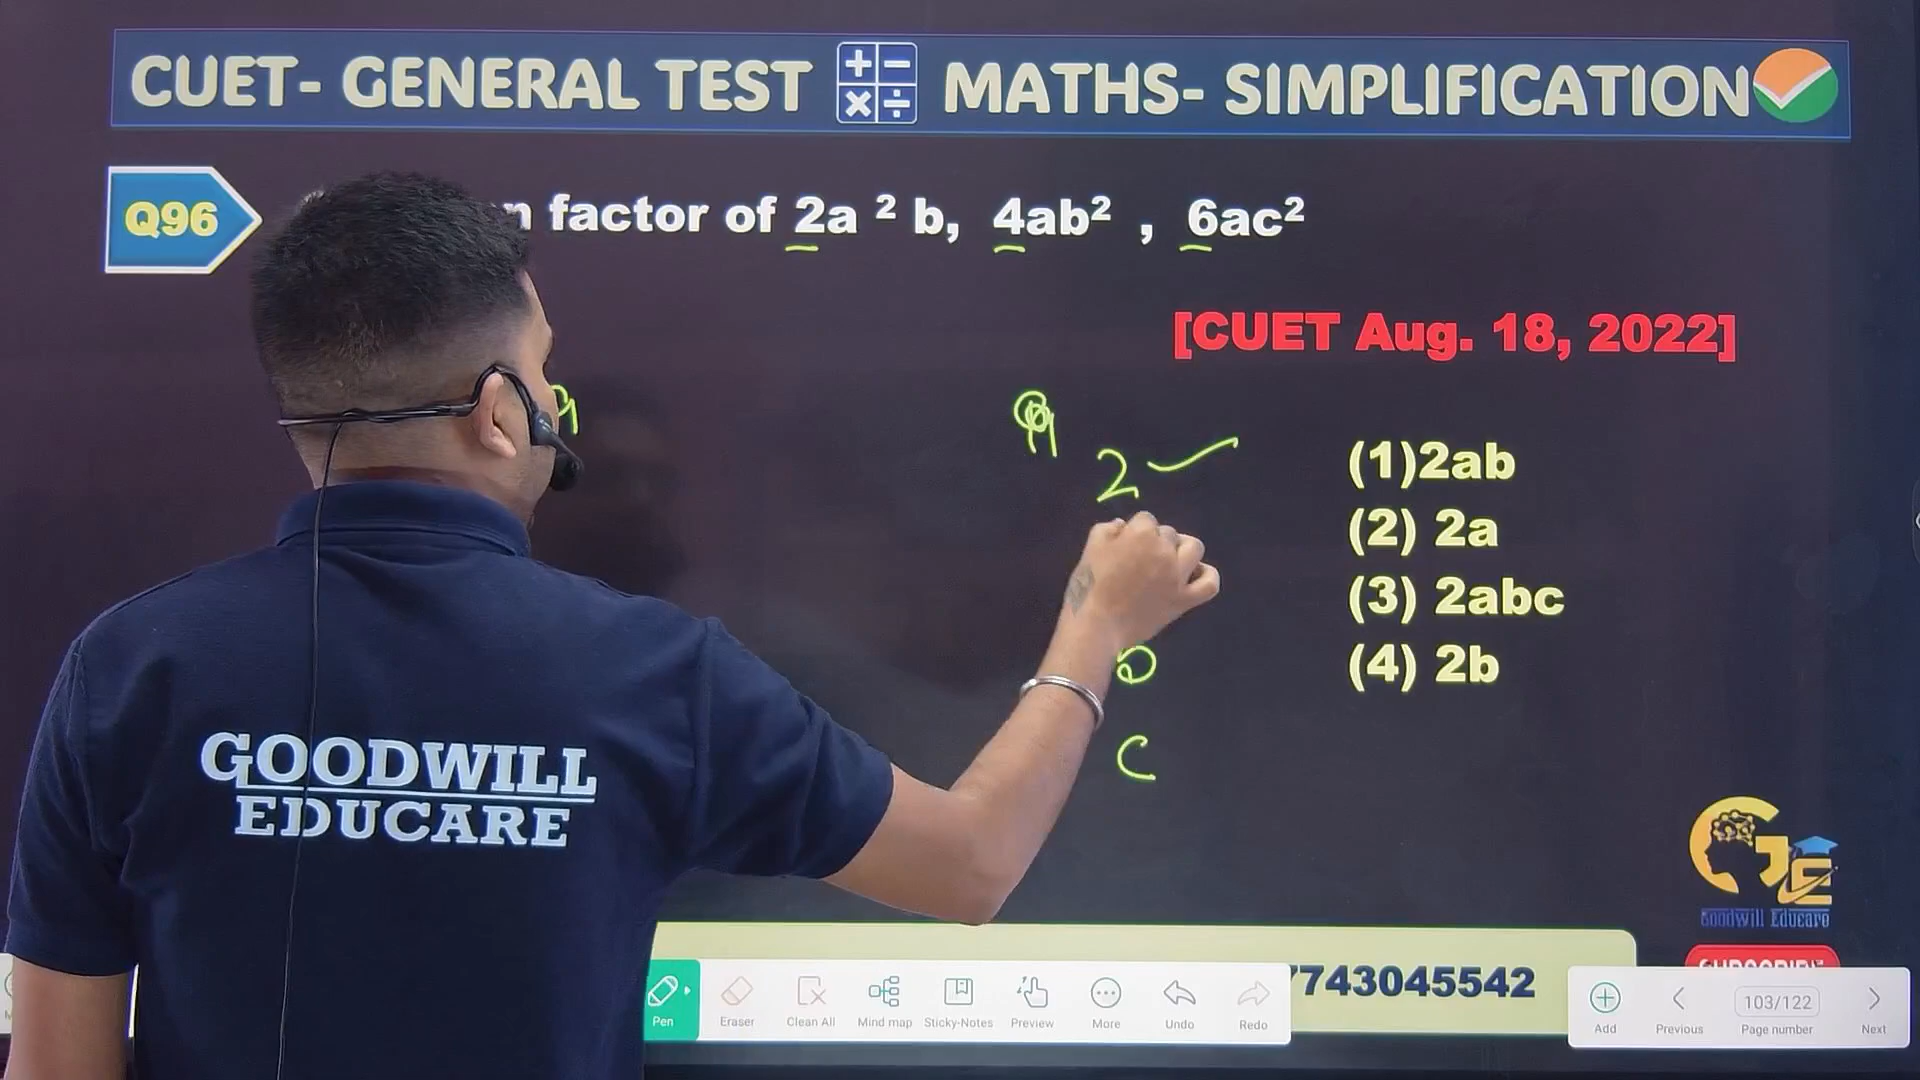 CUET- GENERAL TEST MATHS- SIMPLIFICATION
Q96 factor of 2a ² b, 4ab² , 6ac²
[CUET Aug. 18, 2022]
2
(1)2ab
(2) 2a
(3) 2abc
(4) 2b
b
C
GOODWILL
EDUCARE
Goodwill Educare
7743045542
Pen Eraser Clean All Mind map Sticky-Notes Preview More Undo Redo
103/122
Add Previous Page number Next